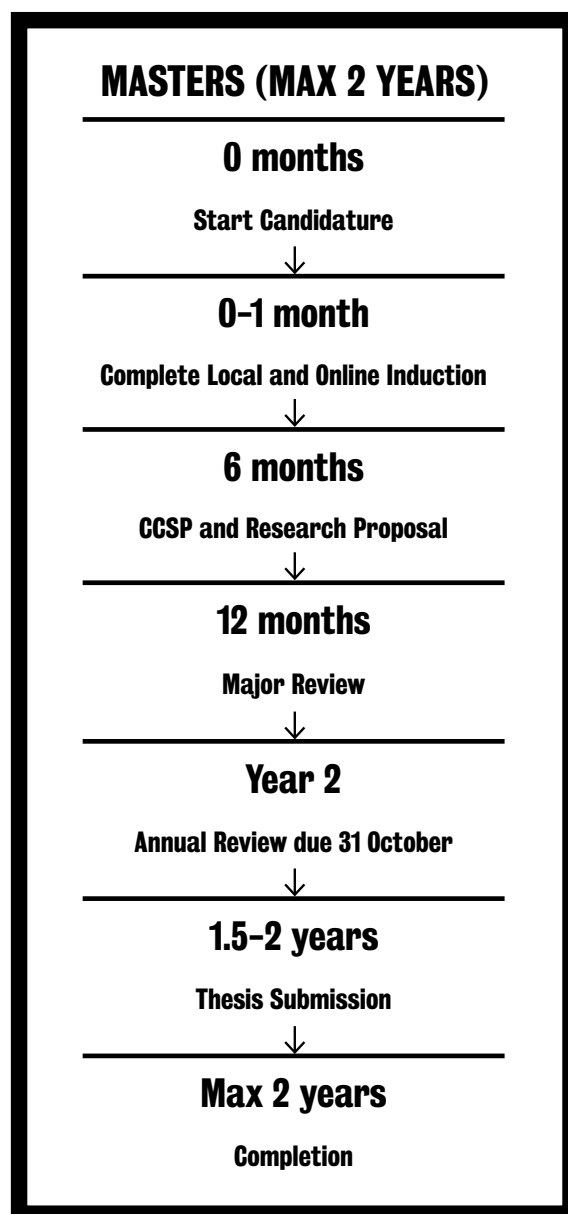 MASTERS (MAX 2 YEARS)
0 months
Start Candidature
0-1 month
Complete Local and Online Induction
6 months
CCSP and Research Proposal
12 months
Major Review
Year 2
Annual Review due 31 October
1.5-2 years
Thesis Submission
Max 2 years
Completion